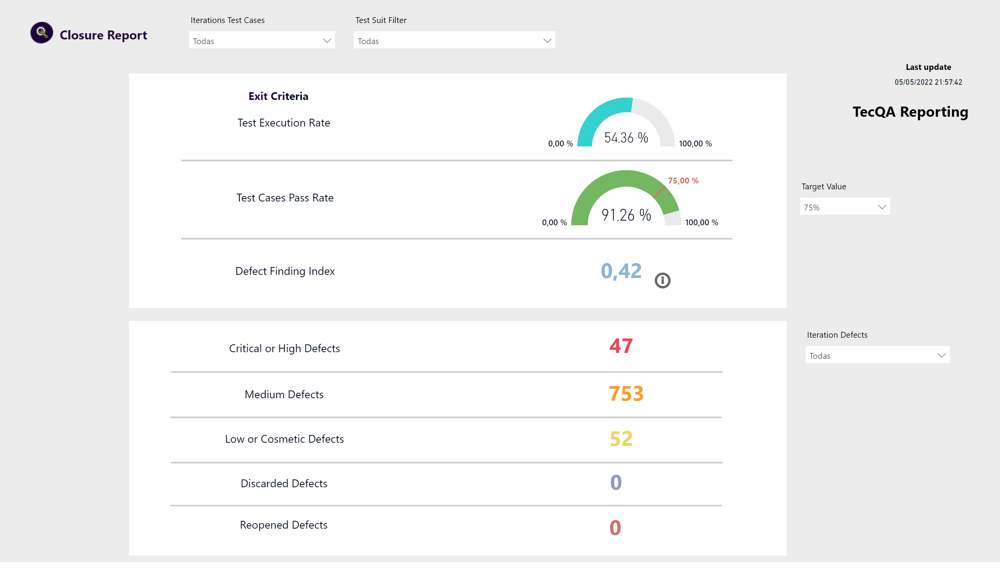 Closure Report
Iterations Test Cases
Todas
Test Suit Filter
Todas
Last update
05/05/2022 21:57:42
TecQA Reporting
Exit Criteria
Test Execution Rate
0,00 %
54,36 %
100,00 %
Test Cases Pass Rate
75,00 %
0,00 %
91,26 %
100,00 %
Target Value
75%
Defect Finding Index
0,42
Critical or High Defects
47
Iteration Defects
Todas
Medium Defects
753
Low or Cosmetic Defects
52
Discarded Defects
0
Reopened Defects
0